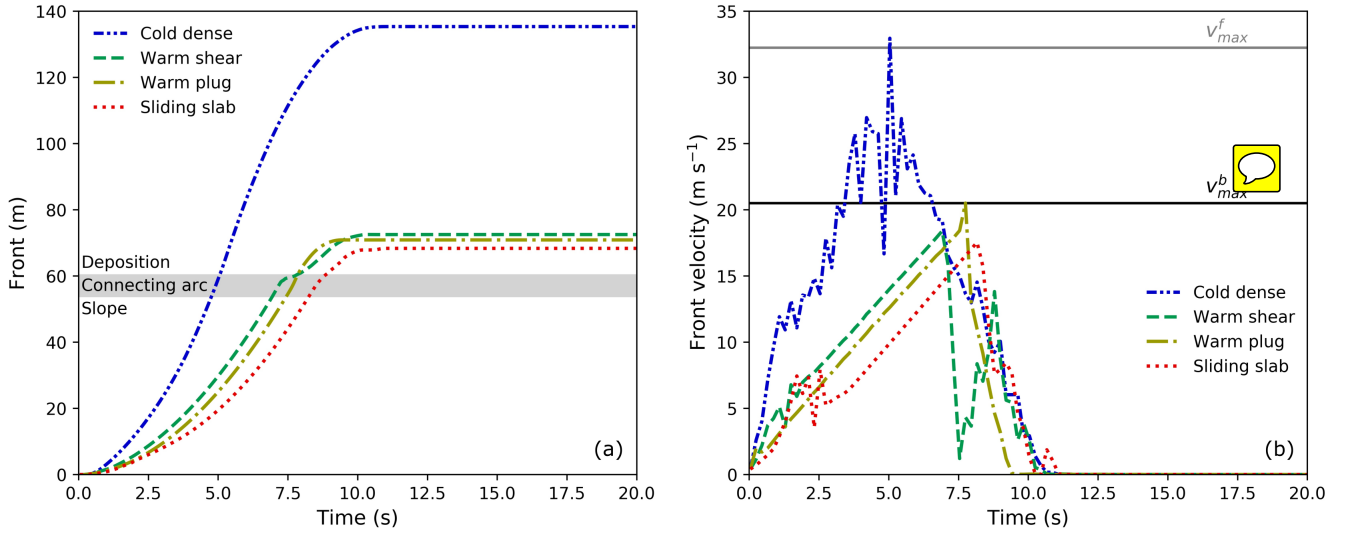 140
120
100
80
60
40
20
0
Front (m)
Cold dense
Warm shear
Warm plug
Sliding slab
Deposition
Connecting arc
Slope
(a)
0.0 2.5 5.0 7.5 10.0 12.5 15.0 17.5 20.0
Time (s)
35
30
25
20
15
10
5
0
Front velocity (m s⁻¹)
v_max^f
v_max^b
Cold dense
Warm shear
Warm plug
Sliding slab
(b)
0.0 2.5 5.0 7.5 10.0 12.5 15.0 17.5 20.0
Time (s)